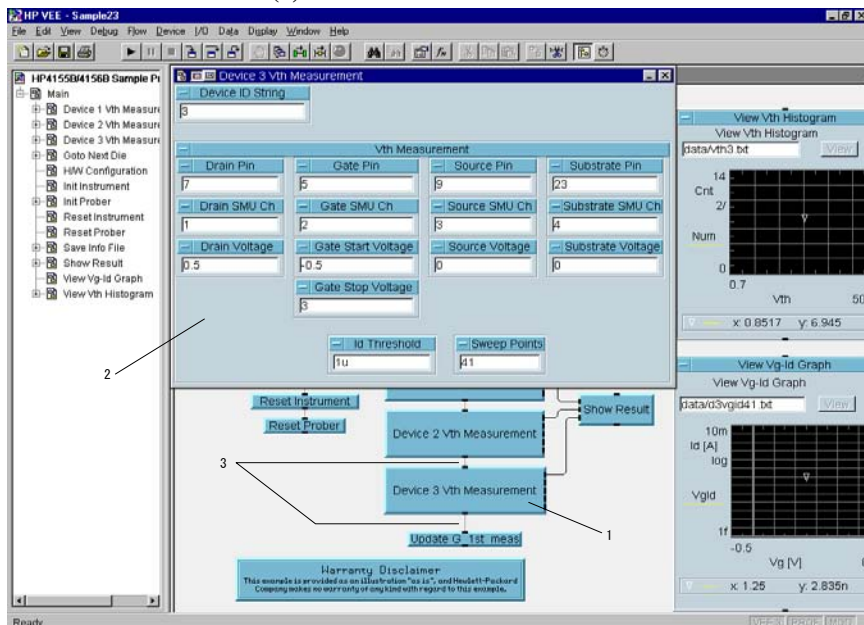 HP VEE - Sample23
File Edit View Debug Flow Device I/O Data Display Window Help
HP4155B/4156B Sample Pr
Main
Device 1 Vth Measure
Device 2 Vth Measure
Device 3 Vth Measure
Goto Next Die
H/W Configuration
Init Instrument
Init Prober
Reset Instrument
Reset Prober
Save Info File
Show Result
View Vg-Id Graph
View Vth Histogram
Device 3 Vth Measurement
Device ID String
3
Vth Measurement
Drain Pin Gate Pin Source Pin Substrate Pin
7 5 9 23
Drain SMU Ch Gate SMU Ch Source SMU Ch Substrate SMU Ch
1 2 3 4
Drain Voltage Gate Start Voltage Source Voltage Substrate Voltage
0.5 -0.5 0 0
Gate Stop Voltage
3
Id Threshold Sweep Points
1u 41
2
View Vth Histogram
View Vth Histogram
data/vth3.txt View
14
Cnt
2/
Num
0
0.7
Vth 50
x: 0.8517 y: 6.945
View Vg-Id Graph
View Vg-Id Graph
data/d3vgid41.txt View
10m
Id [A]
log
VgId
1f
-0.5
Vg [V]
x: 1.25 y: 2.835n
Reset Instrument
Reset Prober
Show Result
Device 2 Vth Measurement
3
Device 3 Vth Measurement
1
Update G_1st_meas
Warranty Disclaimer
This example is provided as an illustration "as is", and Hewlett-Packard
Company makes no warranty of any kind with regard to this example.
Ready
VEE3 PROF MOD